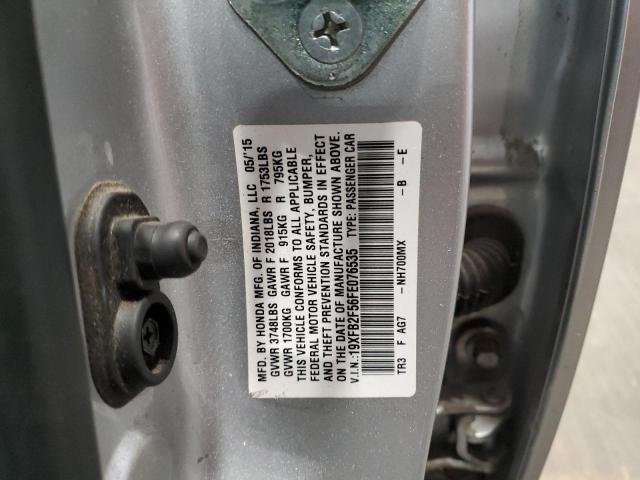 MFD. BY HONDA MFG. OF INDIANA, LLC 05/'15
GVWR 3748LBS GAWR F 2018LBS R 1753LBS
GVWR 1700KG GAWR F 915KG R 795KG
THIS VEHICLE CONFORMS TO ALL APPLICABLE
FEDERAL MOTOR VEHICLE SAFETY, BUMPER,
AND THEFT PREVENTION STANDARDS IN EFFECT
ON THE DATE OF MANUFACTURE SHOWN ABOVE.
V.I.N.:19XFB2F56FE076535 TYPE: PASSENGER CAR
TR3 F AG7 -NH700MX -B -E